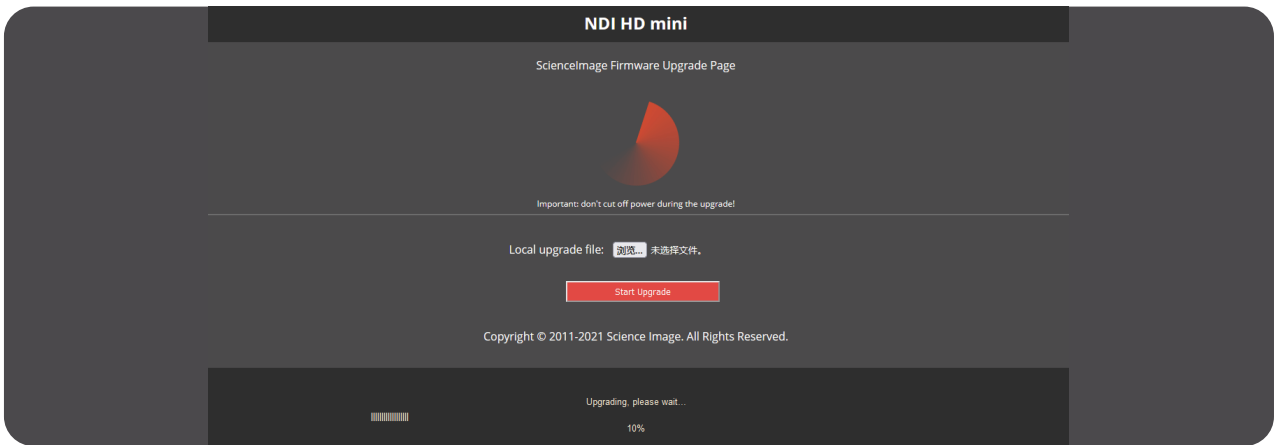 NDI HD mini
ScienceImage Firmware Upgrade Page
Important: don't cut off power during the upgrade!
Local upgrade file: 浏览... 未选择文件。
Start Upgrade
Copyright © 2011-2021 Science Image. All Rights Reserved.
Upgrading, please wait...
10%